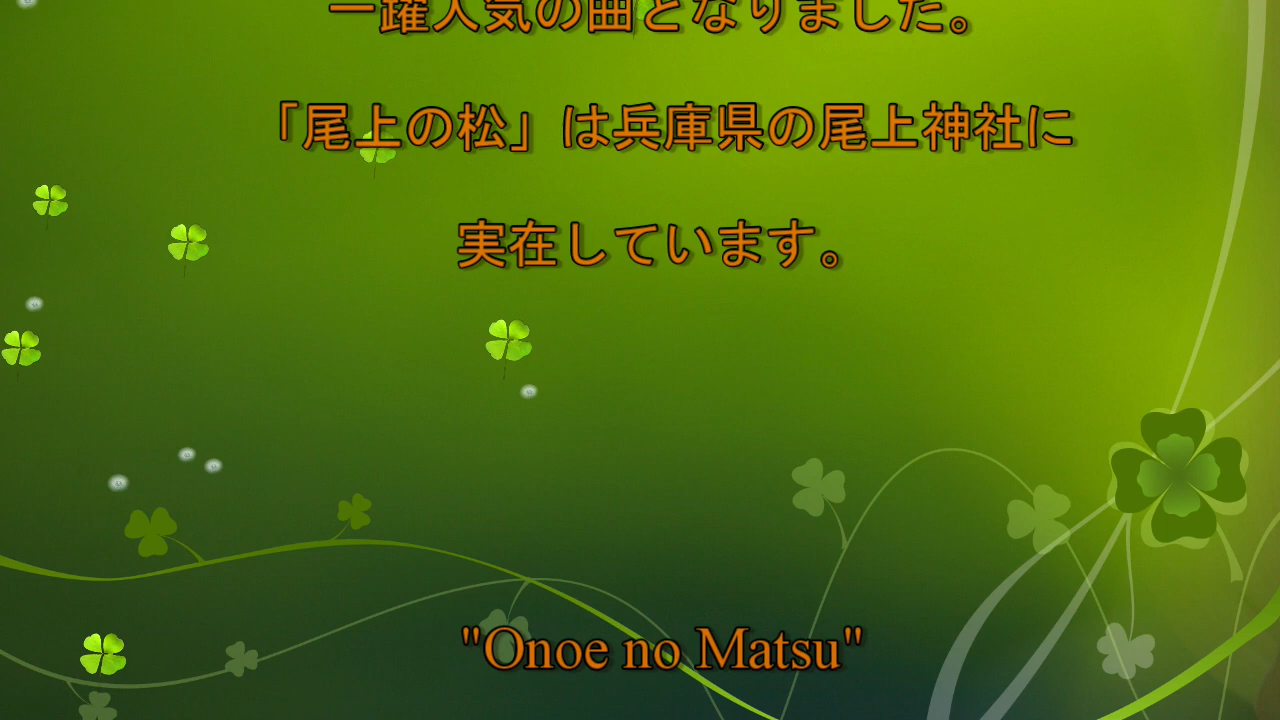 一躍人気の曲となりました。
「尾上の松」は兵庫県の尾上神社に
実在しています。
"Onoe no Matsu"